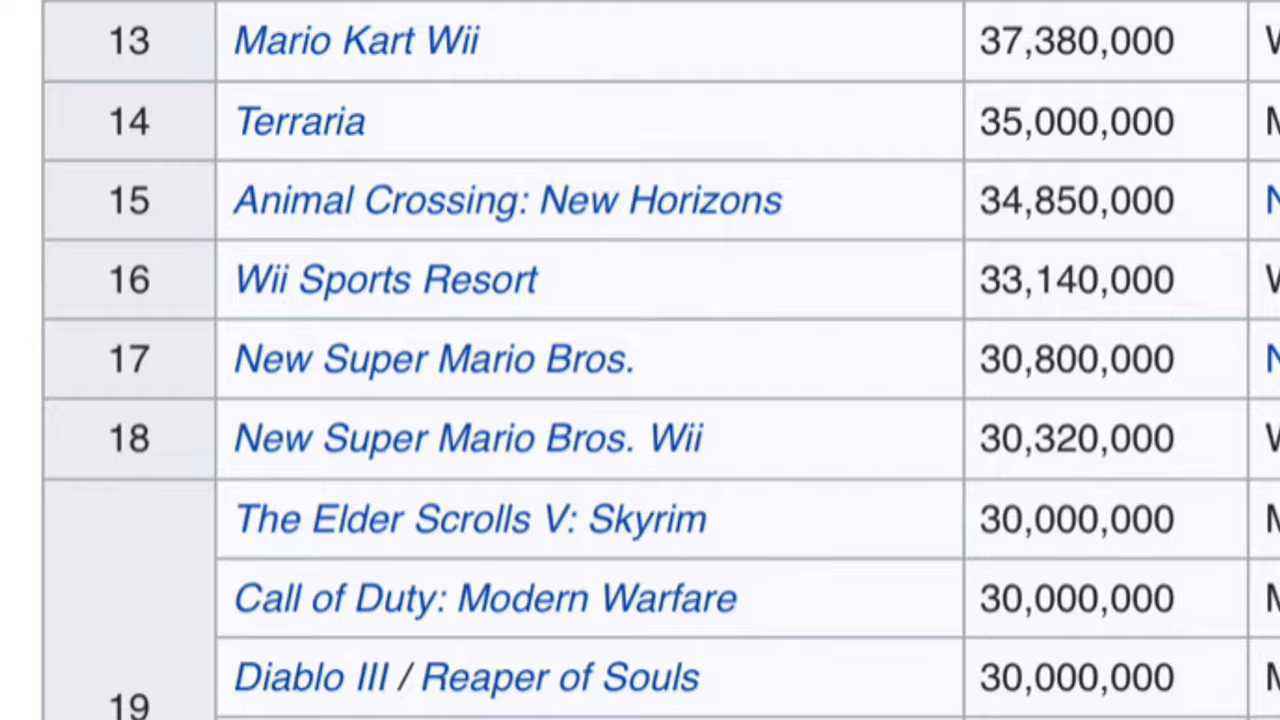 13 Mario Kart Wii 37,380,000 W
14 Terraria 35,000,000 M
15 Animal Crossing: New Horizons 34,850,000 N
16 Wii Sports Resort 33,140,000 W
17 New Super Mario Bros. 30,800,000 N
18 New Super Mario Bros. Wii 30,320,000 W
The Elder Scrolls V: Skyrim 30,000,000 M
Call of Duty: Modern Warfare 30,000,000 M
Diablo III / Reaper of Souls 30,000,000 M
19